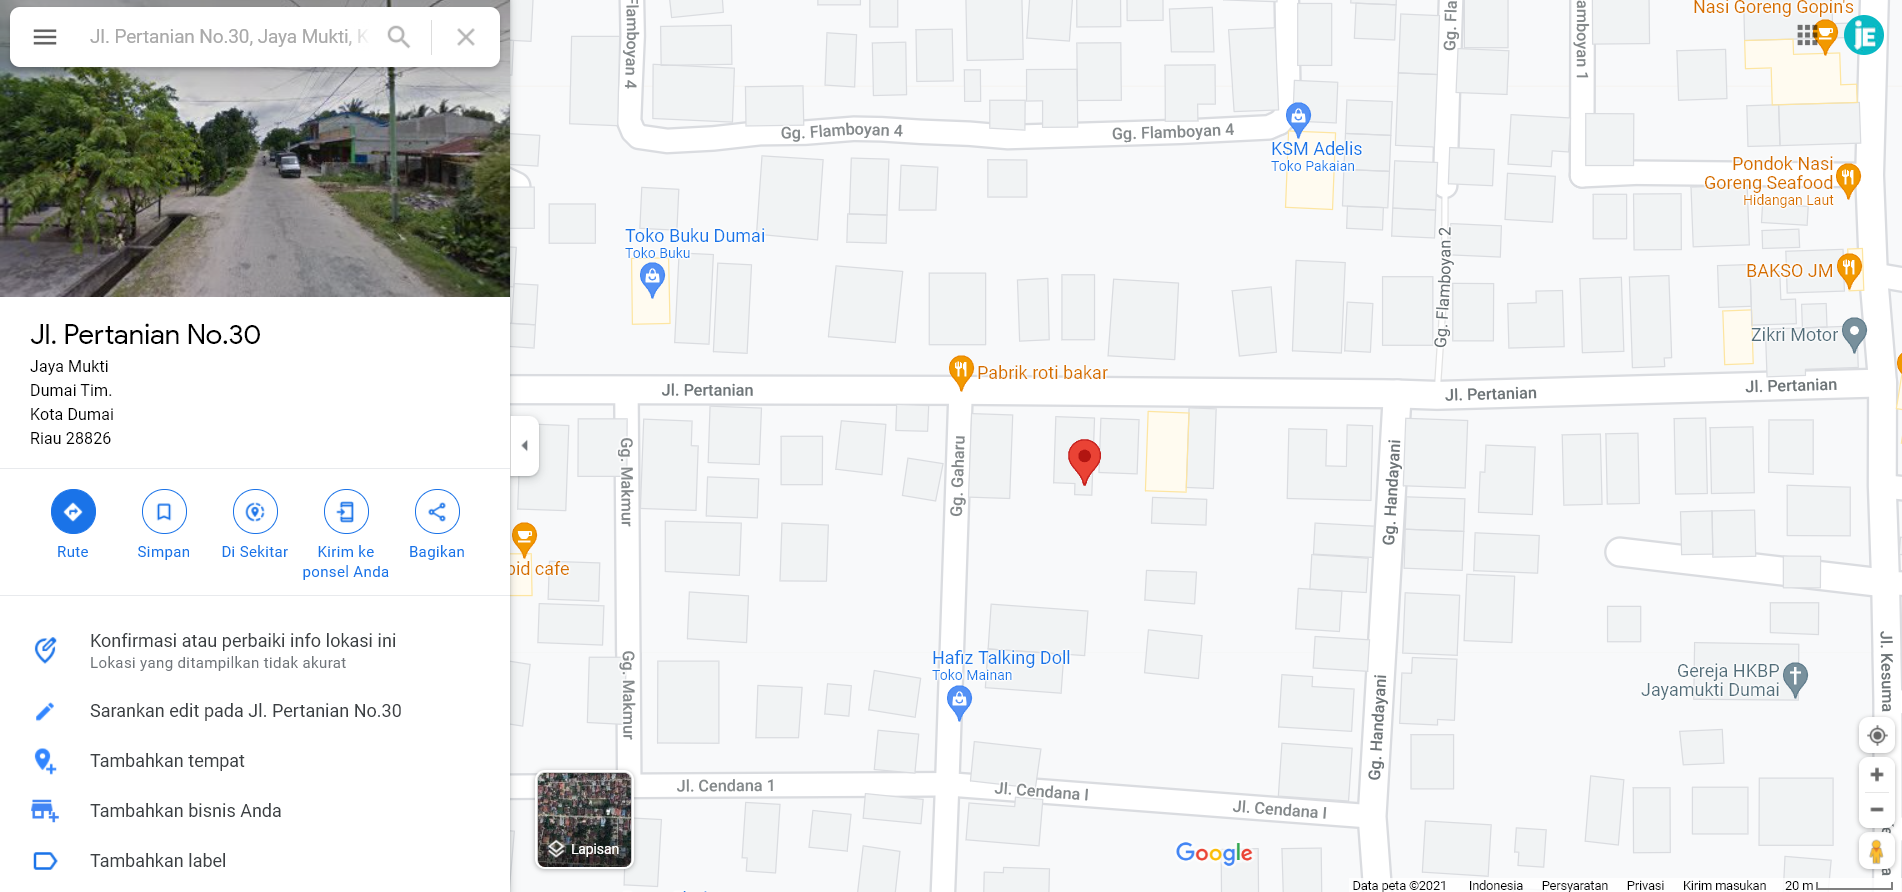 Jl. Pertanian No.30, Jaya Mukti, K
Jl. Pertanian No.30
Jaya Mukti
Dumai Tim.
Kota Dumai
Riau 28826
Rute
Simpan
Di Sekitar
Kirim ke
ponsel Anda
Bagikan
Konfirmasi atau perbaiki info lokasi ini
Lokasi yang ditampilkan tidak akurat
Sarankan edit pada Jl. Pertanian No.30
Tambahkan tempat
Tambahkan bisnis Anda
Tambahkan label
Flamboyan 4
Gg. Fla
amboyan 1
Nasi Goreng Gopin's
jE
Gg. Flamboyan 4
Gg. Flamboyan 4
KSM Adelis
Toko Pakaian
Pondok Nasi
Goreng Seafood
Hidangan Laut
Toko Buku Dumai
Toko Buku
Gg. Flamboyan 2
BAKSO JM
Zikri Motor
Pabrik roti bakar
Jl. Pertanian
Jl. Pertanian
Jl. Pertanian
Gg. Makmur
Gg. Gaharu
Gg. Handayani
oid cafe
Gg. Makmur
Hafiz Talking Doll
Toko Mainan
Gg. Handayani
Gereja HKBP
Jayamukti Dumai
Jl. Kesuma
Jl. Cendana 1
Jl. Cendana I
Jl. Cendana I
Lapisan
Google
Data peta ©2021
Indonesia
Persyaratan
Privasi
Kirim masukan
20 m